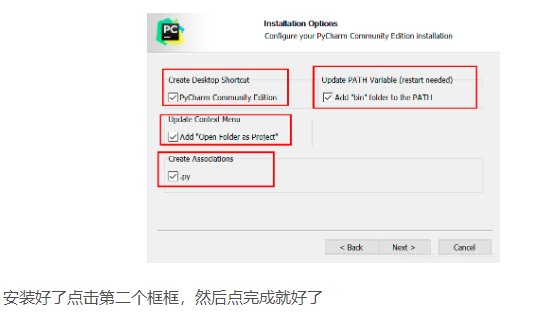 PC
Installation Options
Configure your PyCharm Community Edition installation
Create Desktop Shortcut
Update PATH Variable (restart needed)
PyCharm Community Edition
Add "bin" folder to the PATH
Update Context Menu
Add "Open Folder as Project"
Create Associations
.py
< Back
Next >
Cancel
安装好了点击第二个框框，然后点完成就好了